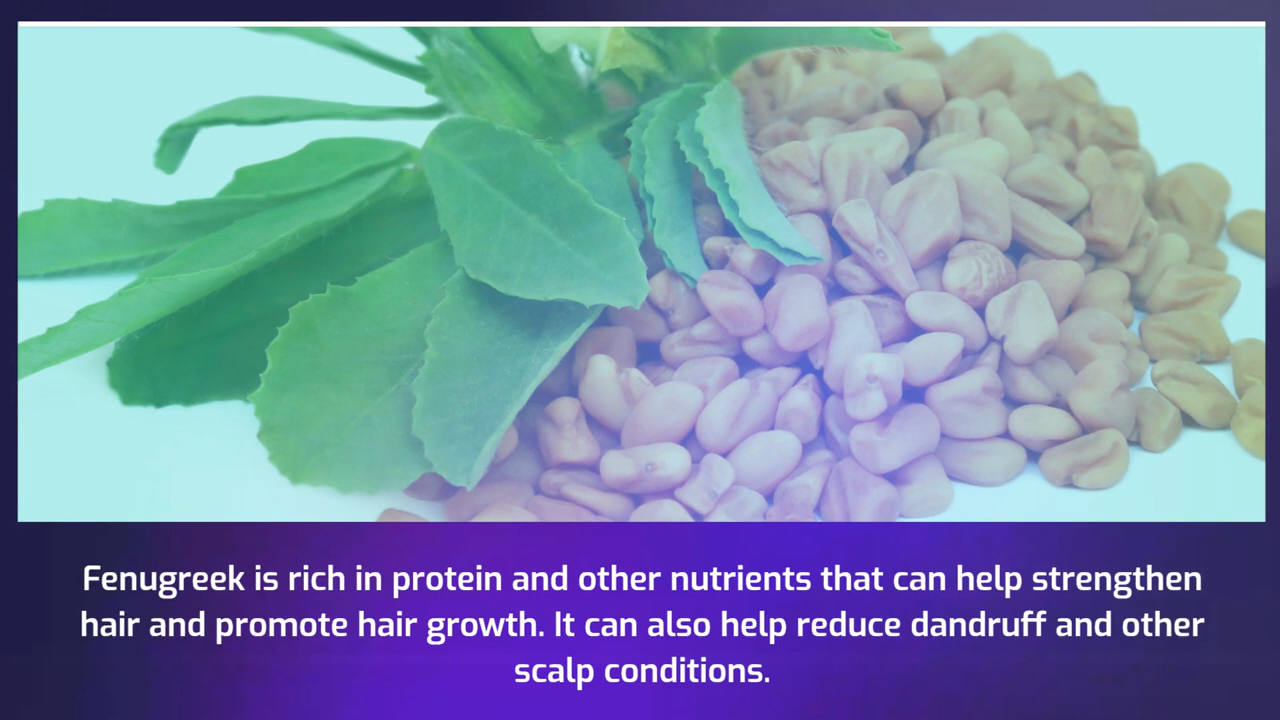 Fenugreek is rich in protein and other nutrients that can help strengthen
hair and promote hair growth. It can also help reduce dandruff and other
scalp conditions.